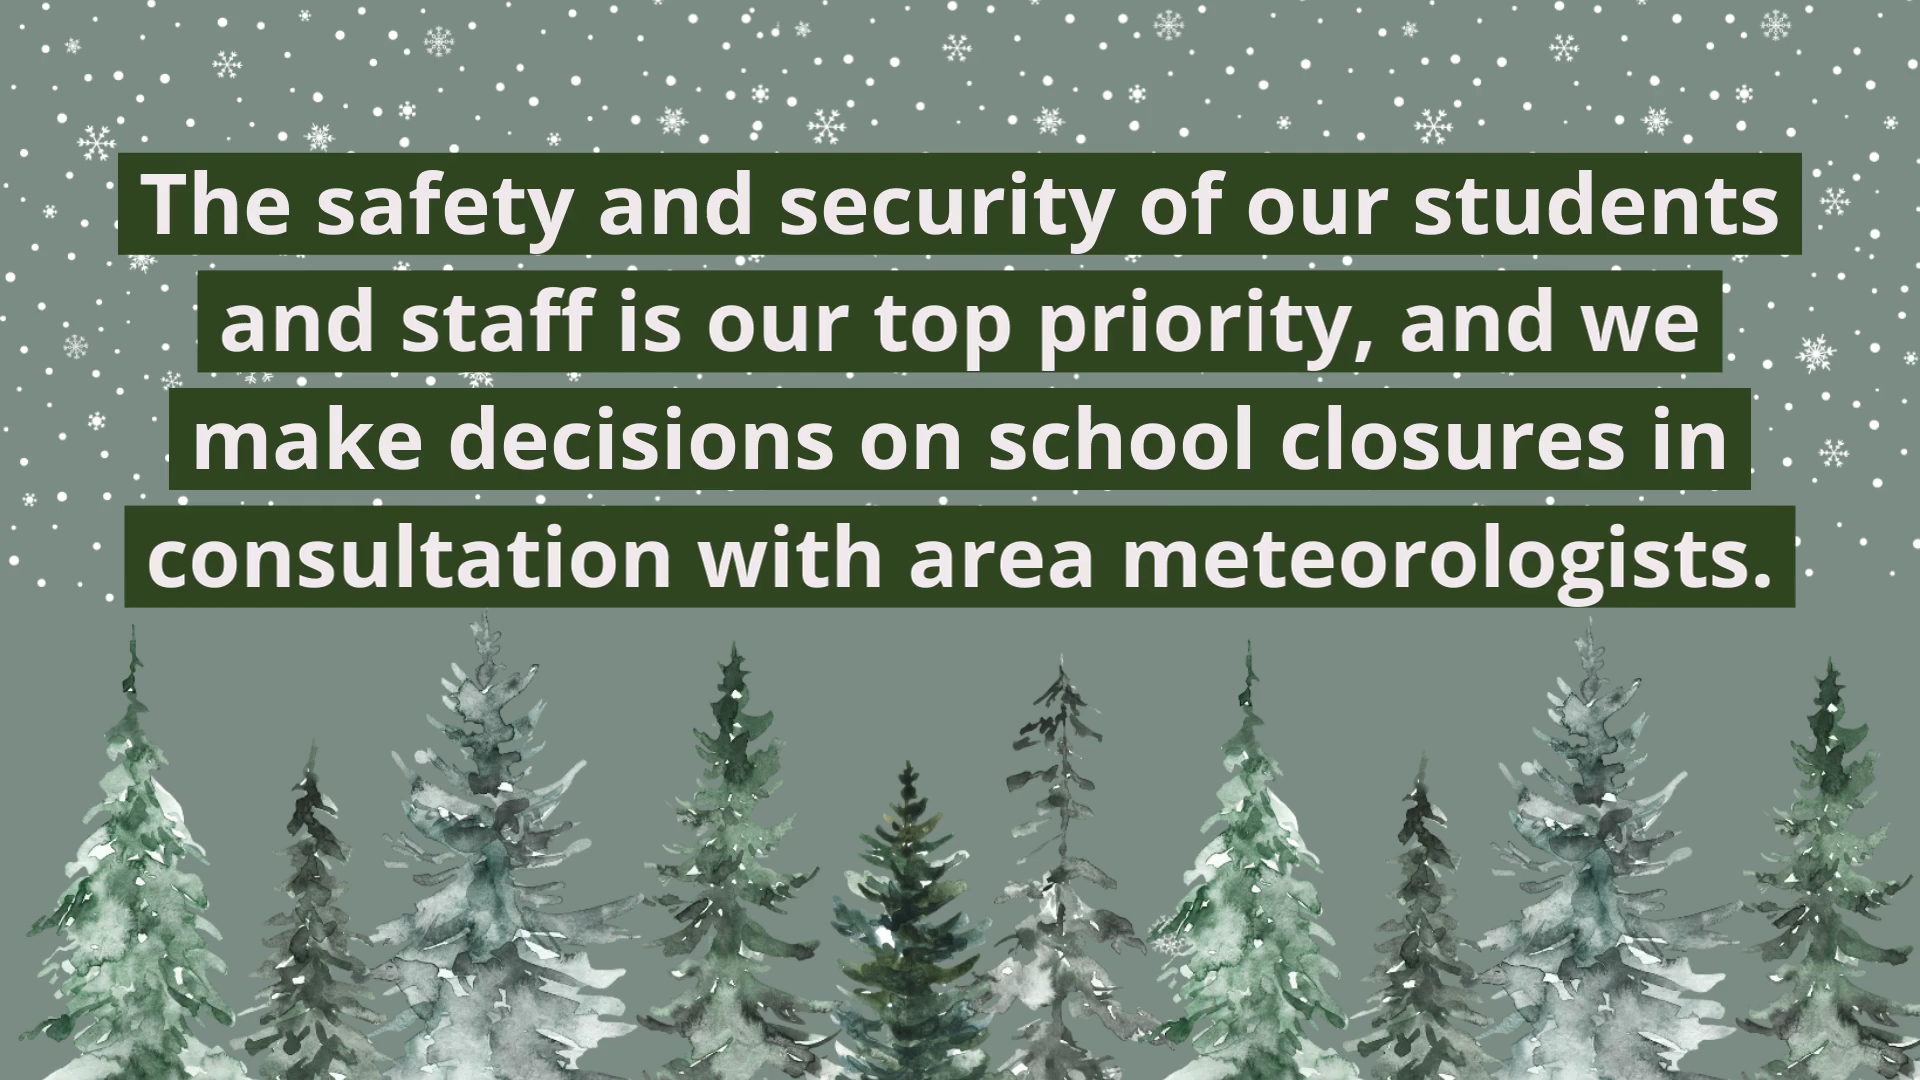 The safety and security of our students
and staff is our top priority, and we
make decisions on school closures in
consultation with area meteorologists.